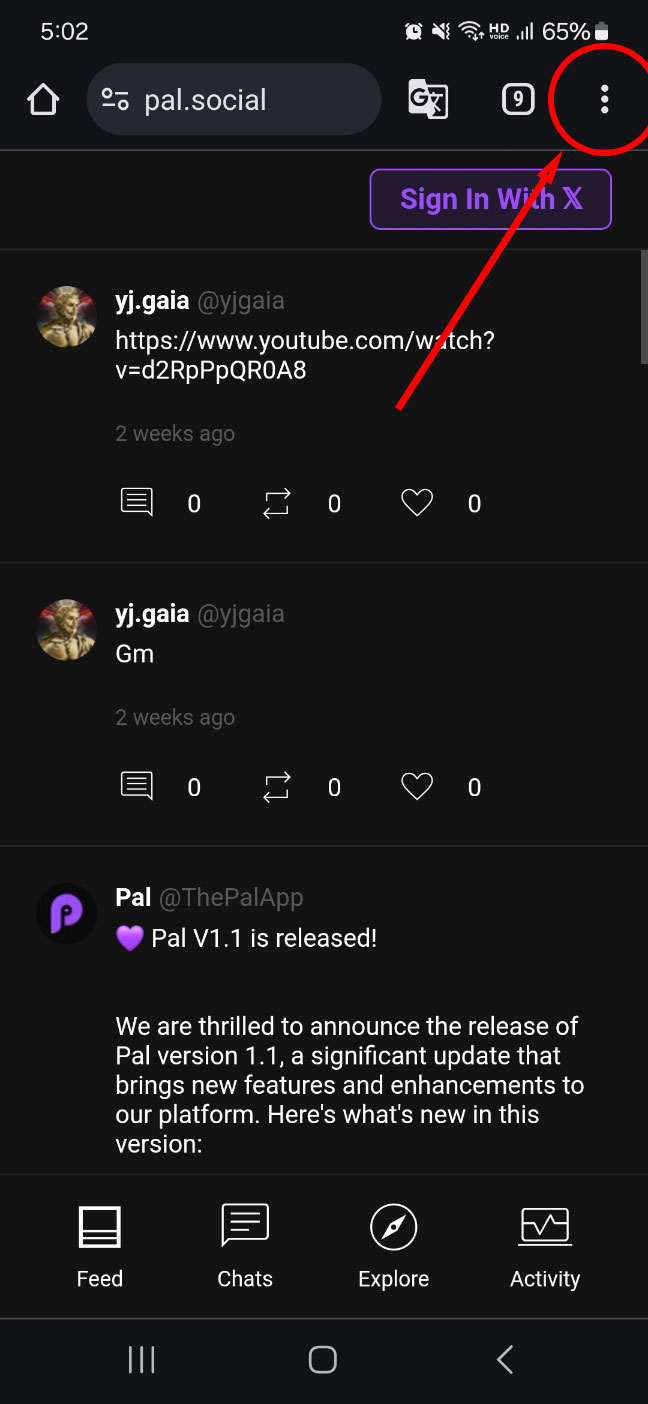 5:02
HD
voice
65%
pal.social
G文
9
Sign In With 𝕏
yj.gaia @yjgaia
https://www.youtube.com/watch?
v=d2RpPpQR0A8
2 weeks ago
0 0 0
yj.gaia @yjgaia
Gm
2 weeks ago
0 0 0
Pal @ThePalApp
💜 Pal V1.1 is released!
We are thrilled to announce the release of
Pal version 1.1, a significant update that
brings new features and enhancements to
our platform. Here's what's new in this
version:
Feed Chats Explore Activity